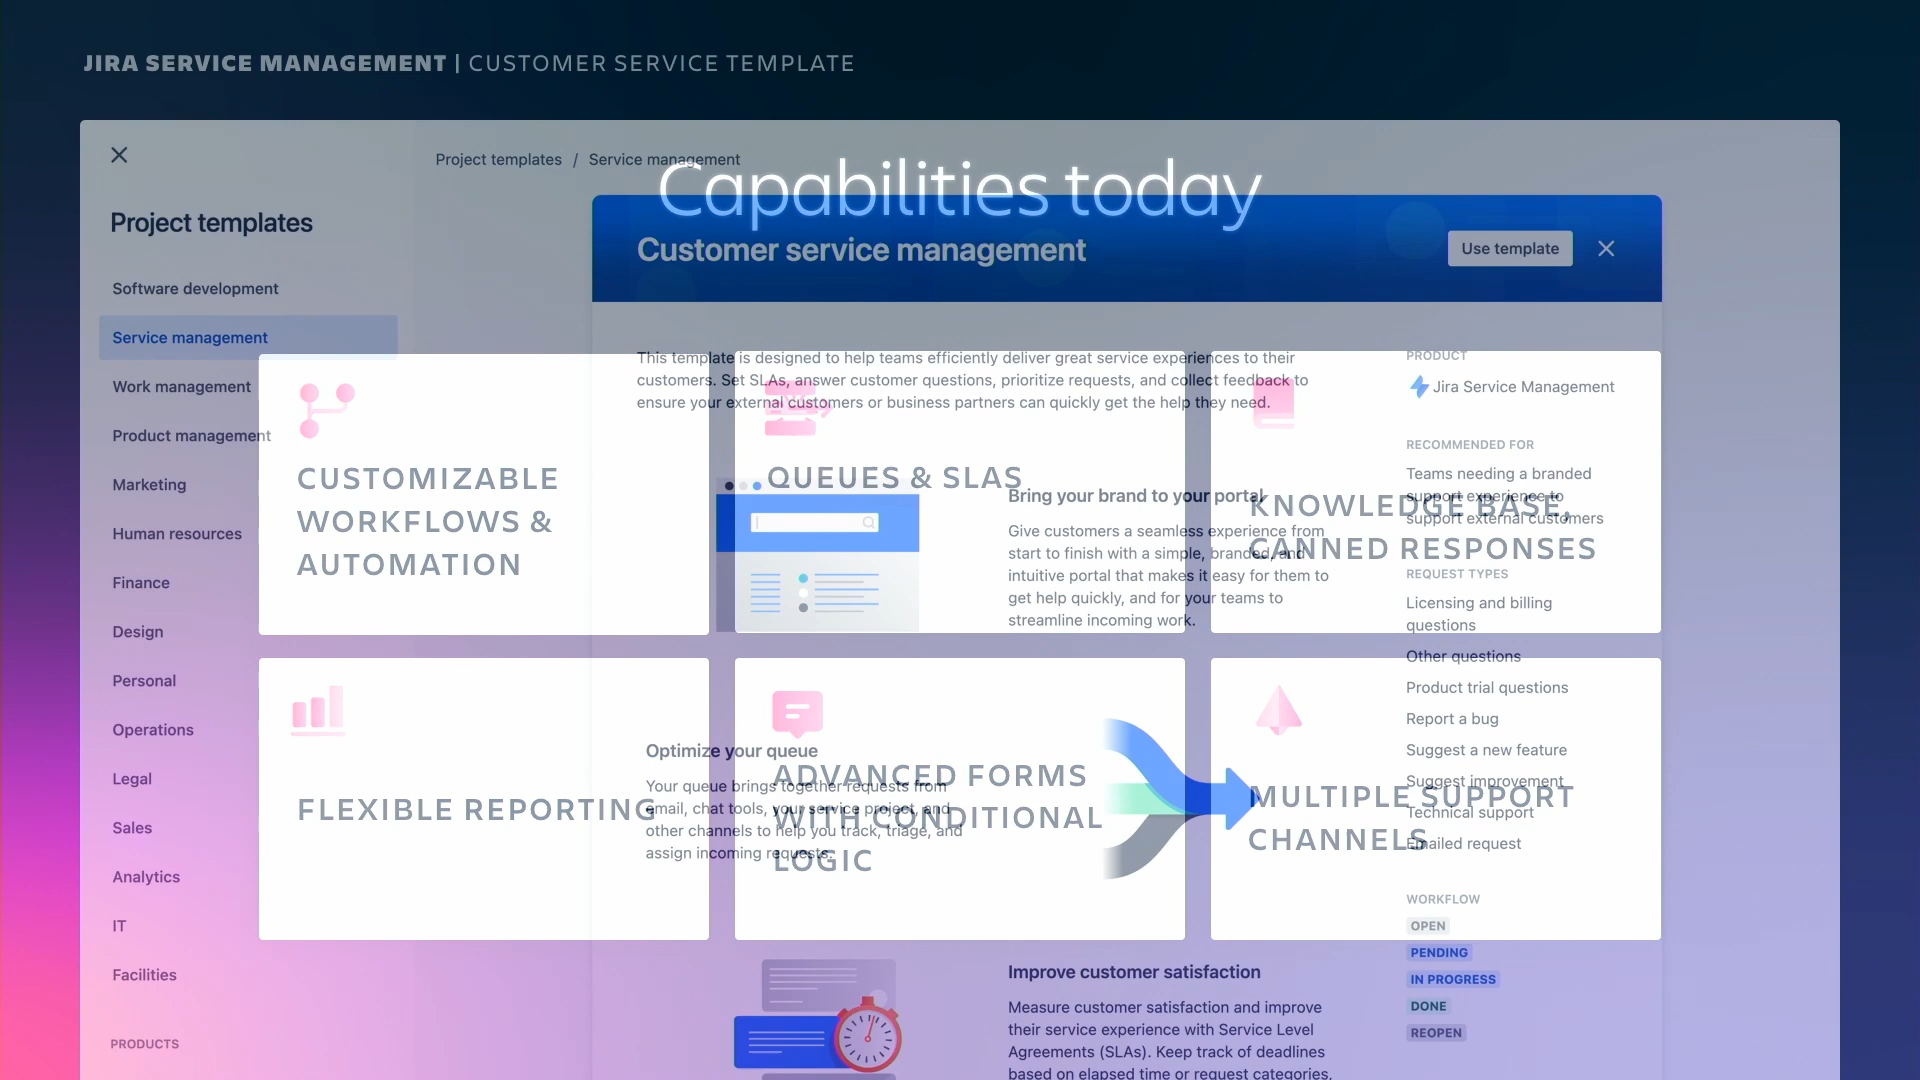 JIRA SERVICE MANAGEMENT | CUSTOMER SERVICE TEMPLATE
Project templates / Service management
Capabilities today
Project templates
Customer service management
Use template
Software development
Service management
Work management
Product management
Marketing
Human resources
Finance
Design
Personal
Operations
Legal
Sales
Analytics
IT
Facilities
PRODUCTS
This template is designed to help teams efficiently deliver great service experiences to their
customers. Set SLAs, answer customer questions, prioritize requests, and collect feedback to
ensure your external customers or business partners can quickly get the help they need.
CUSTOMIZABLE
WORKFLOWS &
AUTOMATION
QUEUES & SLAS
KNOWLEDGE BASE,
CANNED RESPONSES
Bring your brand to your portal
Give customers a seamless experience from
start to finish with a simple, branded, and
intuitive portal that makes it easy for them to
get help quickly, and for your teams to
streamline incoming work.
FLEXIBLE REPORTING
ADVANCED FORMS
WITH CONDITIONAL
LOGIC
MULTIPLE SUPPORT
CHANNELS
Optimize your queue
Your queue brings together requests from
email, chat tools, your service project, and
other channels to help you track, triage, and
assign incoming requests.
Improve customer satisfaction
Measure customer satisfaction and improve
their service experience with Service Level
Agreements (SLAs). Keep track of deadlines
based on elapsed time or request categories.
PRODUCT
Jira Service Management
RECOMMENDED FOR
Teams needing a branded
support experience to
support external customers
REQUEST TYPES
Licensing and billing
questions
Other questions
Product trial questions
Report a bug
Suggest a new feature
Suggest improvement
Technical support
Emailed request
WORKFLOW
OPEN
PENDING
IN PROGRESS
DONE
REOPEN